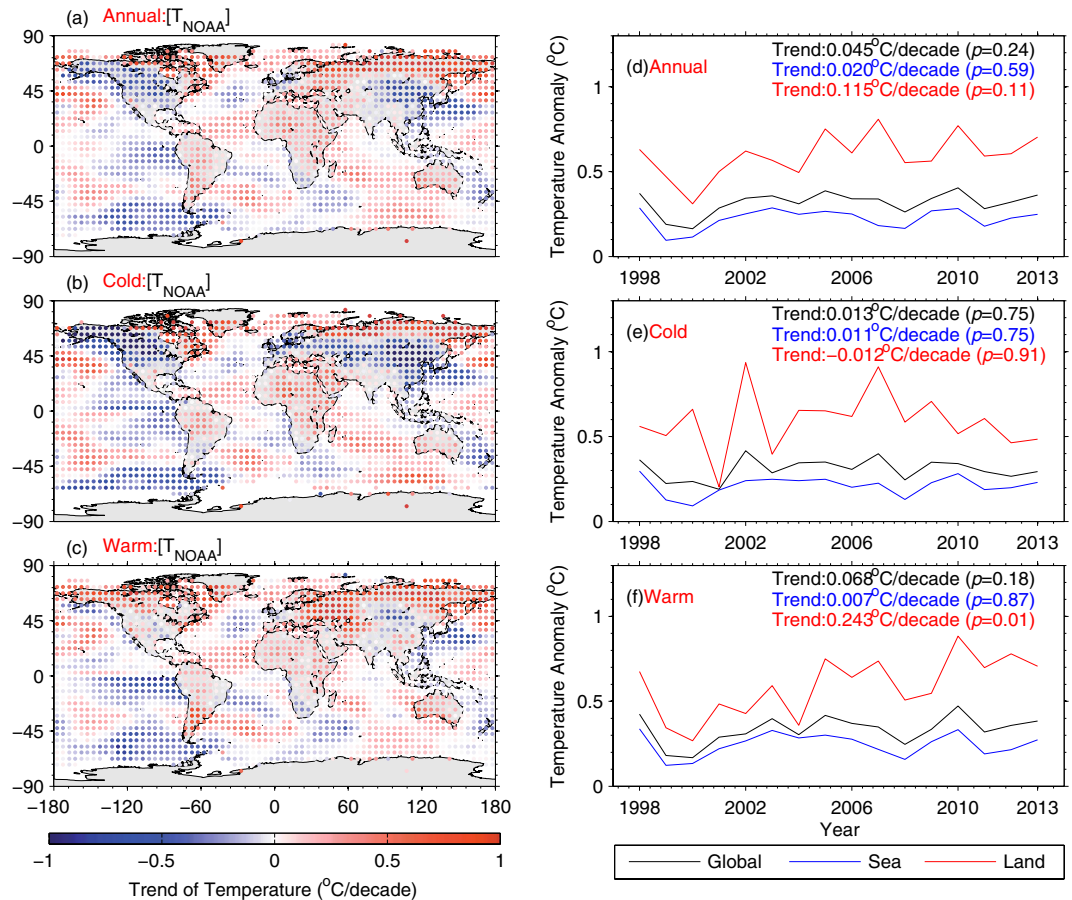 (a) Annual:[T_NOAA]
90
45
0
−45
−90
(b) Cold:[T_NOAA]
90
45
0
−45
−90
(c) Warm:[T_NOAA]
90
45
0
−45
−90
−180 −120 −60 0 60 120 180
−1 −0.5 0 0.5 1
Trend of Temperature (°C/decade)
(d)Annual
Trend:0.045°C/decade (p=0.24)
Trend:0.020°C/decade (p=0.59)
Trend:0.115°C/decade (p=0.11)
Temperature Anomaly (°C)
1
0.5
0
1998 2002 2006 2010 2013
(e)Cold
Trend:0.013°C/decade (p=0.75)
Trend:0.011°C/decade (p=0.75)
Trend:−0.012°C/decade (p=0.91)
Temperature Anomaly (°C)
1
0.5
0
1998 2002 2006 2010 2013
(f)Warm
Trend:0.068°C/decade (p=0.18)
Trend:0.007°C/decade (p=0.87)
Trend:0.243°C/decade (p=0.01)
Temperature Anomaly (°C)
1
0.5
0
1998 2002 2006 2010 2013
Year
Global Sea Land